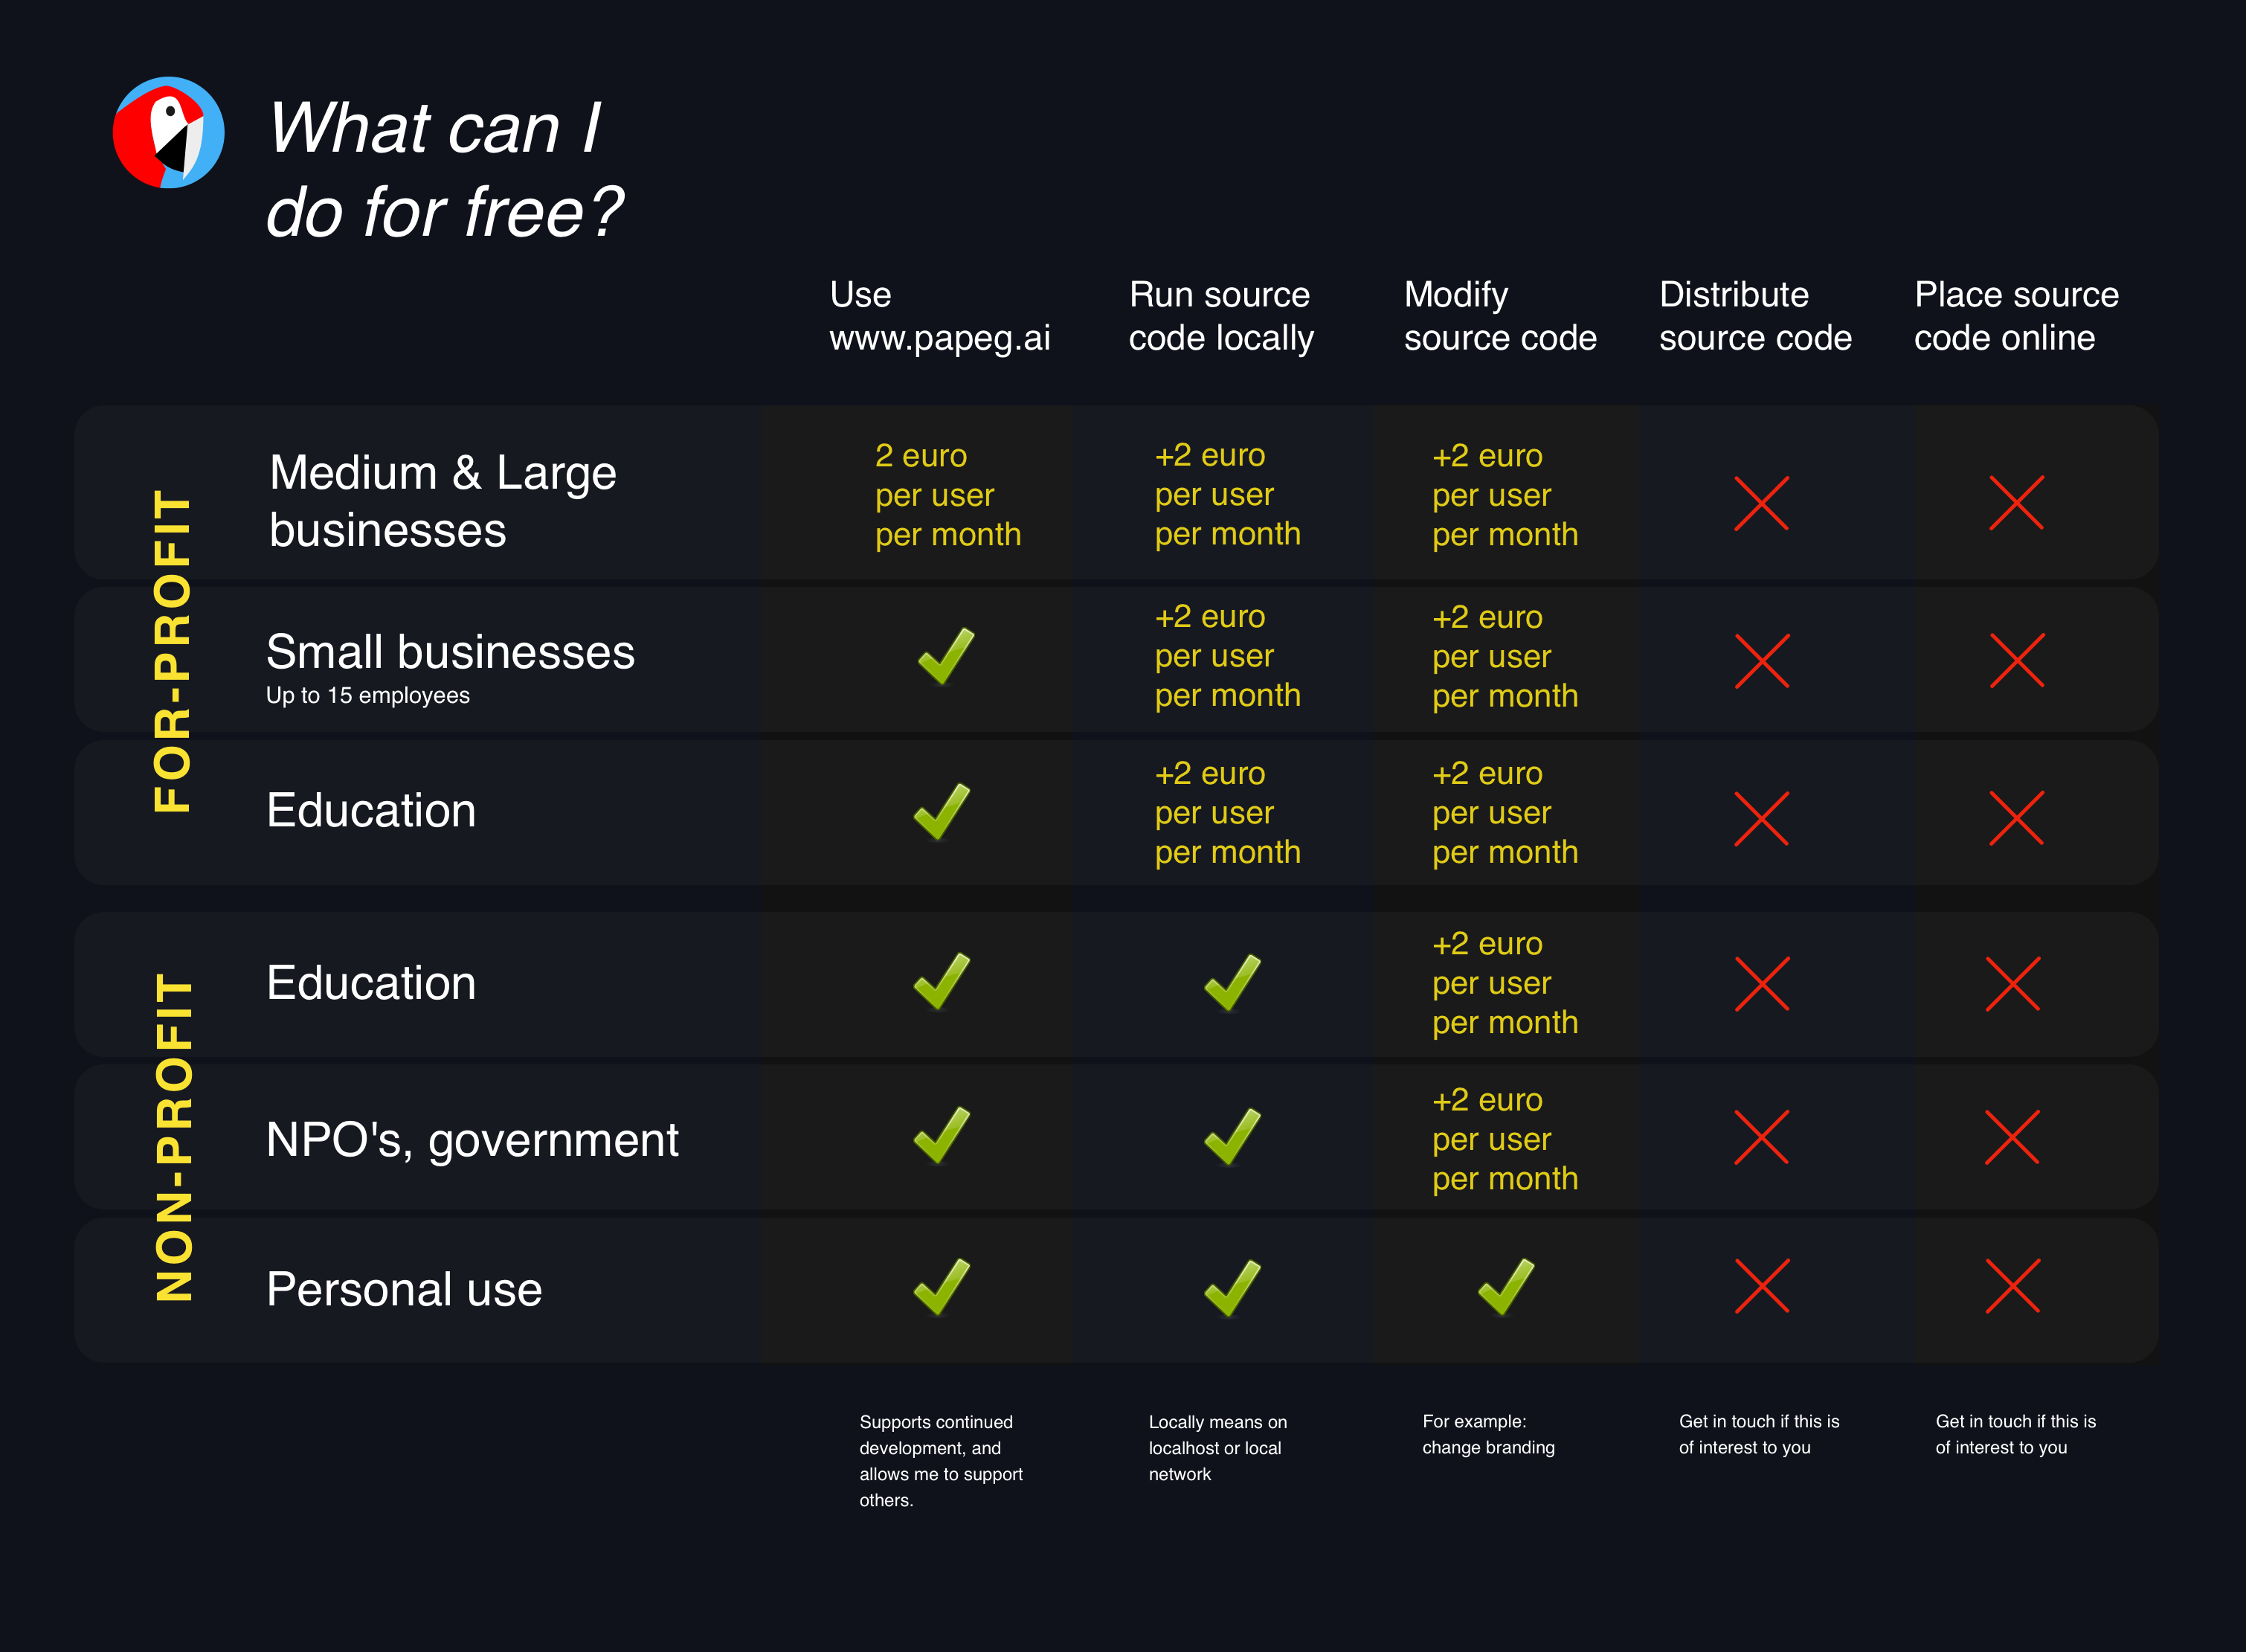 What can I
do for free?
Use
www.papeg.ai
Run source
code locally
Modify
source code
Distribute
source code
Place source
code online
FOR-PROFIT
Medium & Large
businesses
2 euro
per user
per month
+2 euro
per user
per month
+2 euro
per user
per month
Small businesses
Up to 15 employees
+2 euro
per user
per month
+2 euro
per user
per month
Education
+2 euro
per user
per month
+2 euro
per user
per month
NON-PROFIT
Education
+2 euro
per user
per month
NPO's, government
+2 euro
per user
per month
Personal use
Supports continued
development, and
allows me to support
others.
Locally means on
localhost or local
network
For example:
change branding
Get in touch if this is
of interest to you
Get in touch if this is
of interest to you